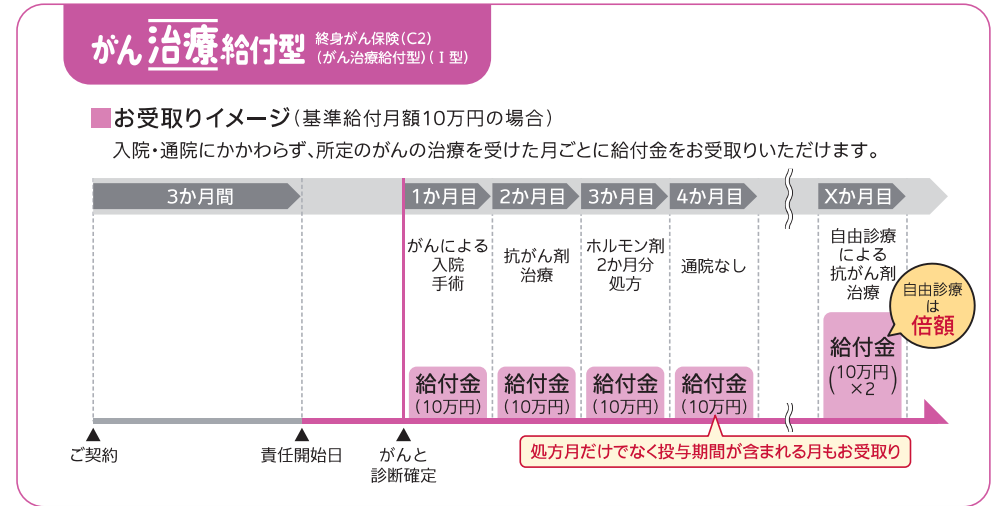 がん治療給付型
終身がん保険(C2)
(がん治療給付型)(Ⅰ型)
■お受取りイメージ(基準給付月額10万円の場合)
入院・通院にかかわらず、所定のがんの治療を受けた月ごとに給付金をお受取りいただけます。
3か月間
1か月目
2か月目
3か月目
4か月目
Xか月目
がんによる
入院
手術
抗がん剤
治療
ホルモン剤
2か月分
処方
通院なし
自由診療
による
抗がん剤
治療
自由診療
は
倍額
給付金
(10万円)
給付金
(10万円)
給付金
(10万円)
給付金
(10万円)
給付金
(10万円
×2)
処方月だけでなく投与期間が含まれる月もお受取り
ご契約
責任開始日
がんと
診断確定